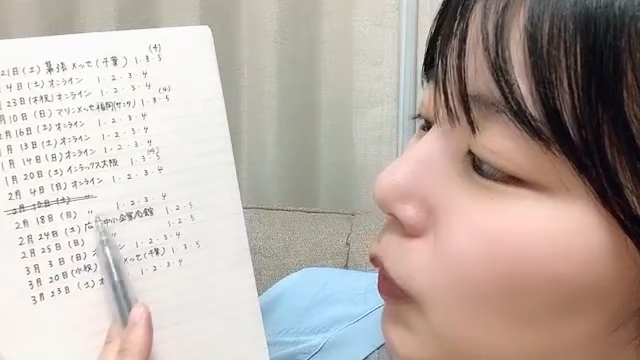 (4)
21日(土) 幕張メッセ(千葉) 1・3・5
4日(土) オンライン 1・2・3・4
23日(木祝) オンライン 1・2・3・4
(4)
月10日(日) マリンメッセ福岡 1・3・5
月16日(土) オンライン 1・2・3・4
1月13日(土) オンライン 1・2・3・4
1月14日(日) オンライン 1・2・3・4
1月20日(土) インテックス大阪 1・3・5
(4)
2月4日(日) オンライン 1・2・3・4
2月18日(日) 〃 1・2・3・4
2月24日(土) 広 中小企業会館 1・2・5
2月25日(日) 〃 1・2・5
3月3日(日) オ ライン 1・2・3・4
3月20日(水祝) メッセ(千葉) 1・3・5
3月23日(土) オ 1・2・3・4